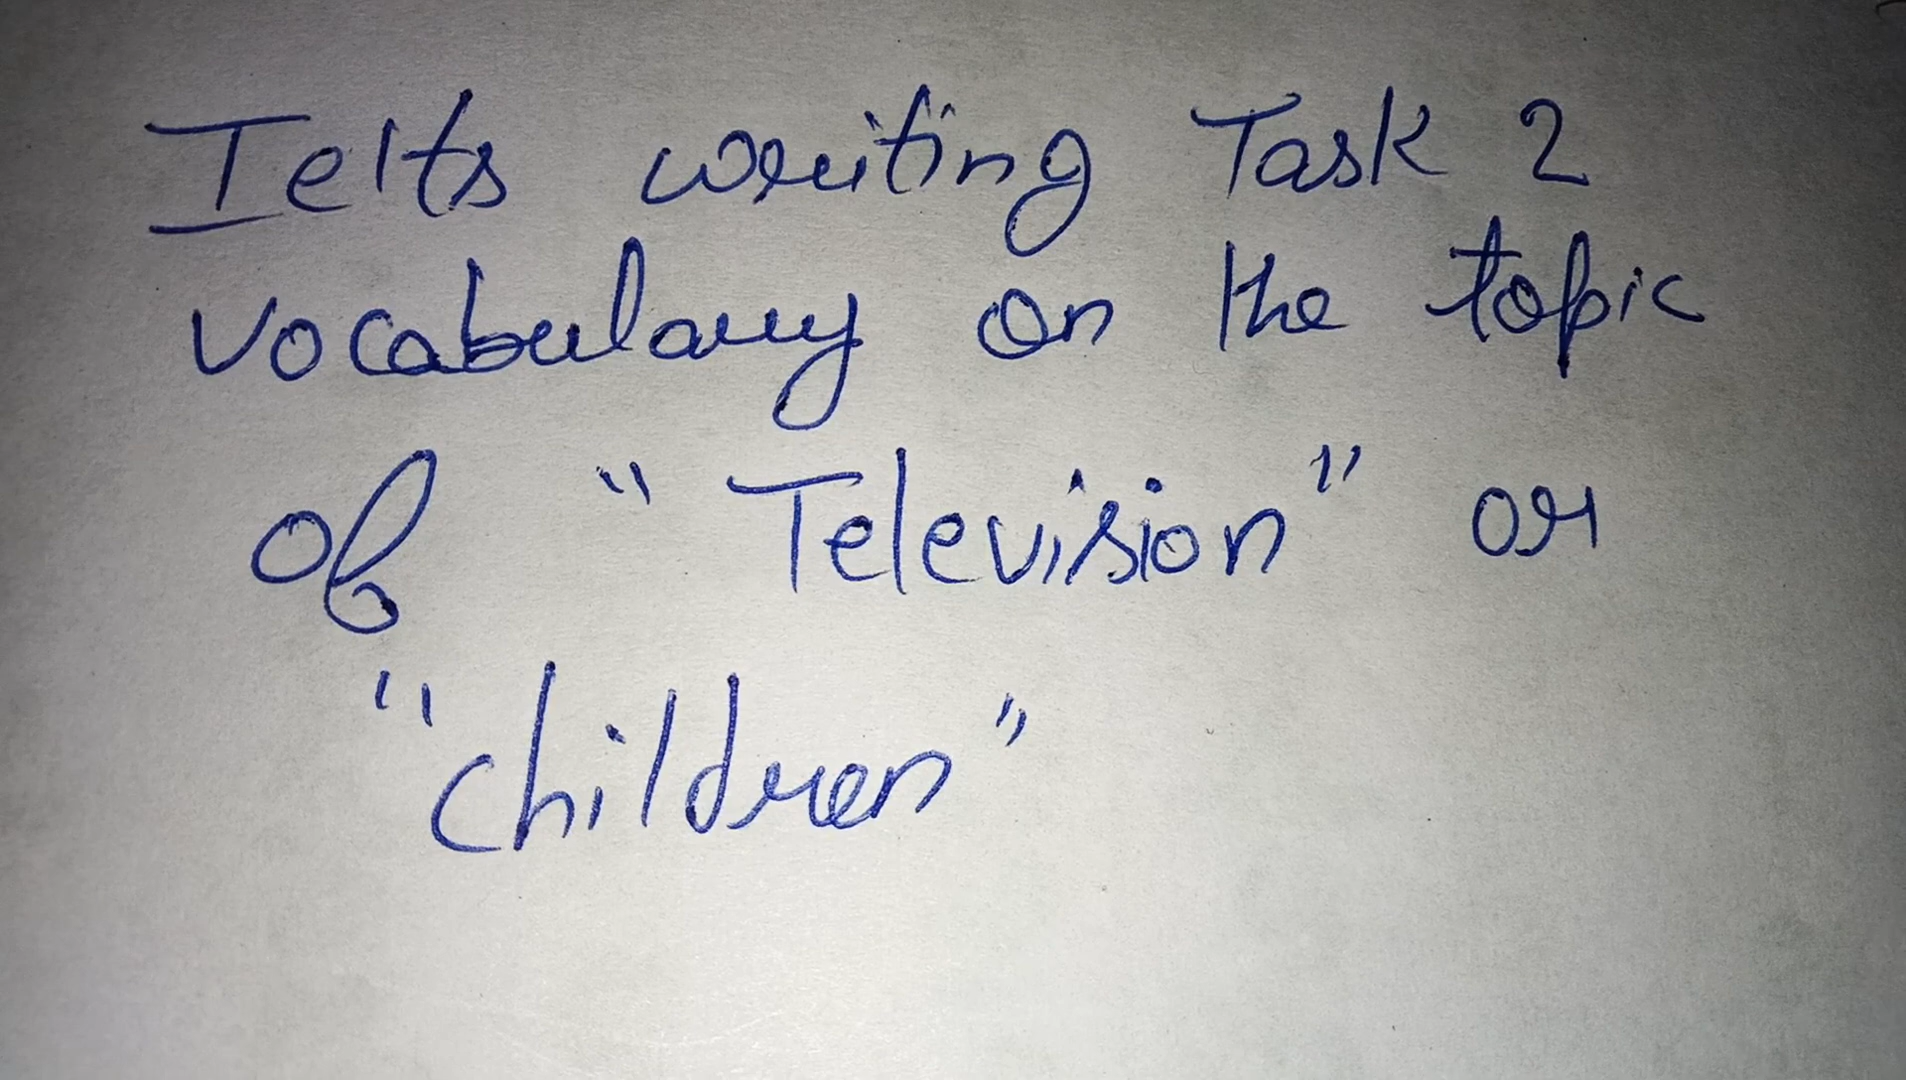 Ielts writing Task 2
vocabulary on the topic
of "Television" or
"children"